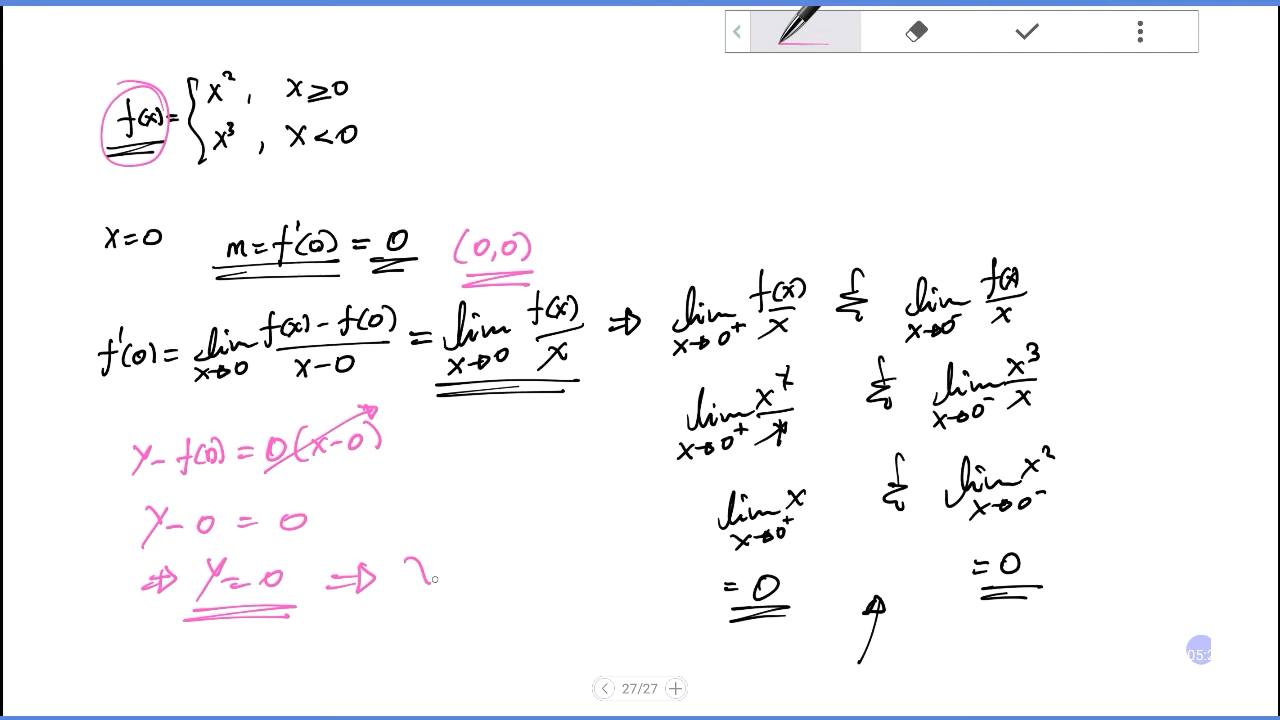 f(x) = { x², x ≥ 0
x³, x < 0
x = 0 m = f'(0) = 0 (0,0)
f'(0) = lim x→0 f(x) - f(0) / x - 0 = lim x→0 f(x) / x ⇒ lim x→0⁺ f(x) / x & lim x→0⁻ f(x) / x
lim x→0⁺ x² / x & lim x→0⁻ x³ / x
y - f(0) = 0(x - 0)
lim x→0⁺ x & lim x→0⁻ x²
y - 0 = 0
⇒ y = 0 ⇒
= 0 = 0
27/27